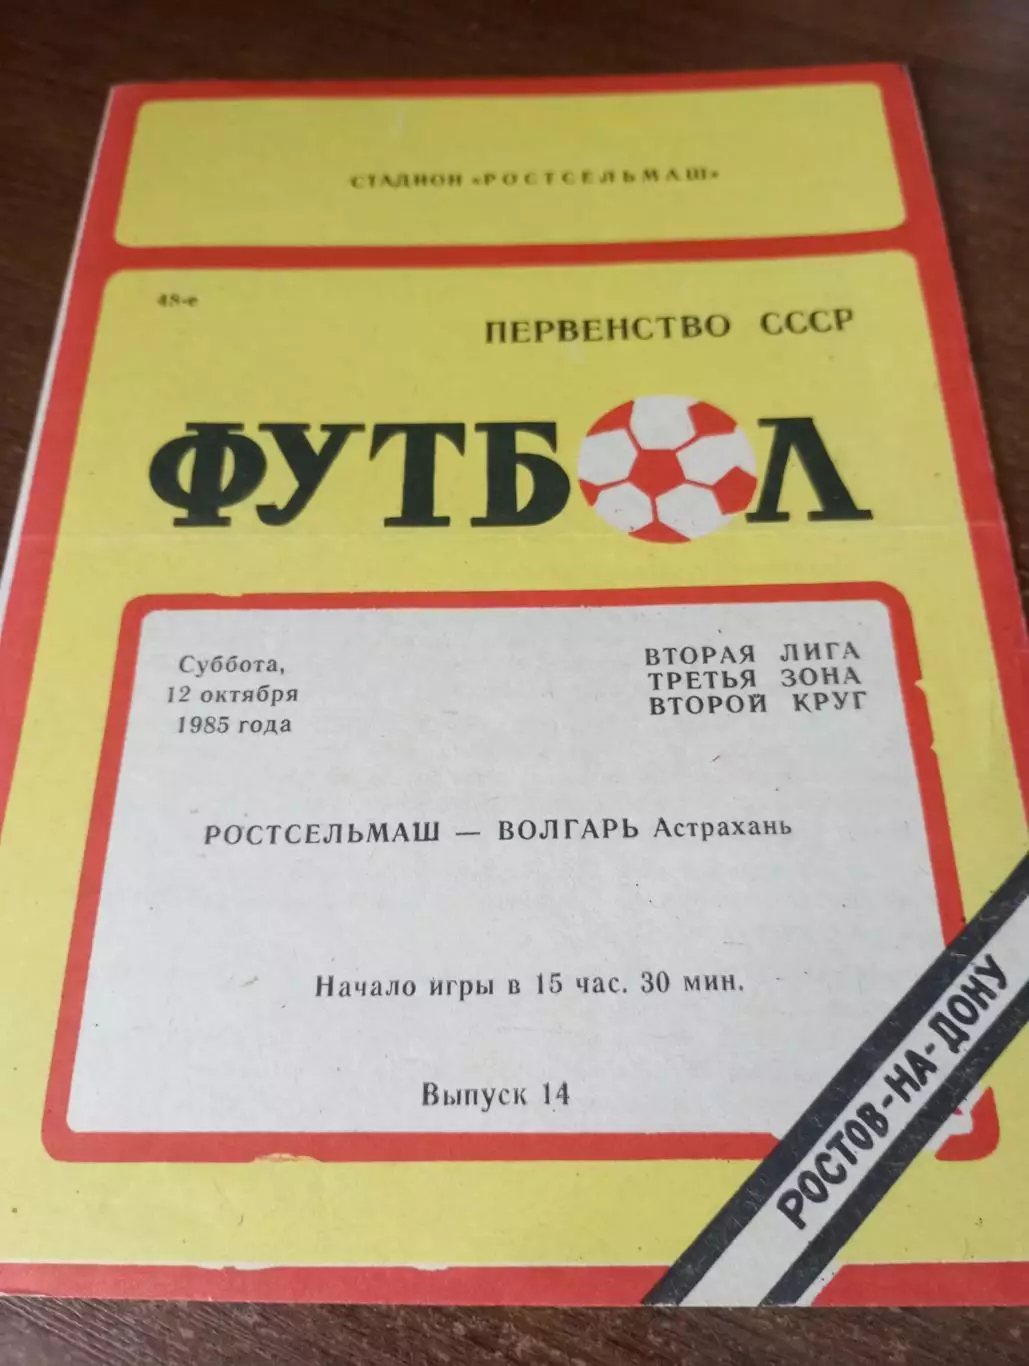 СТАДИОН «РОСТСЕЛЬМАШ»
48-е
ПЕРВЕНСТВО СССР
ФУТБОЛ
Суббота,
12 октября
1985 года
ВТОРАЯ ЛИГА
ТРЕТЬЯ ЗОНА
ВТОРОЙ КРУГ
РОСТСЕЛЬМАШ — ВОЛГАРЬ Астрахань
Начало игры в 15 час. 30 мин.
Выпуск 14
РОСТОВ-НА-ДОНУ